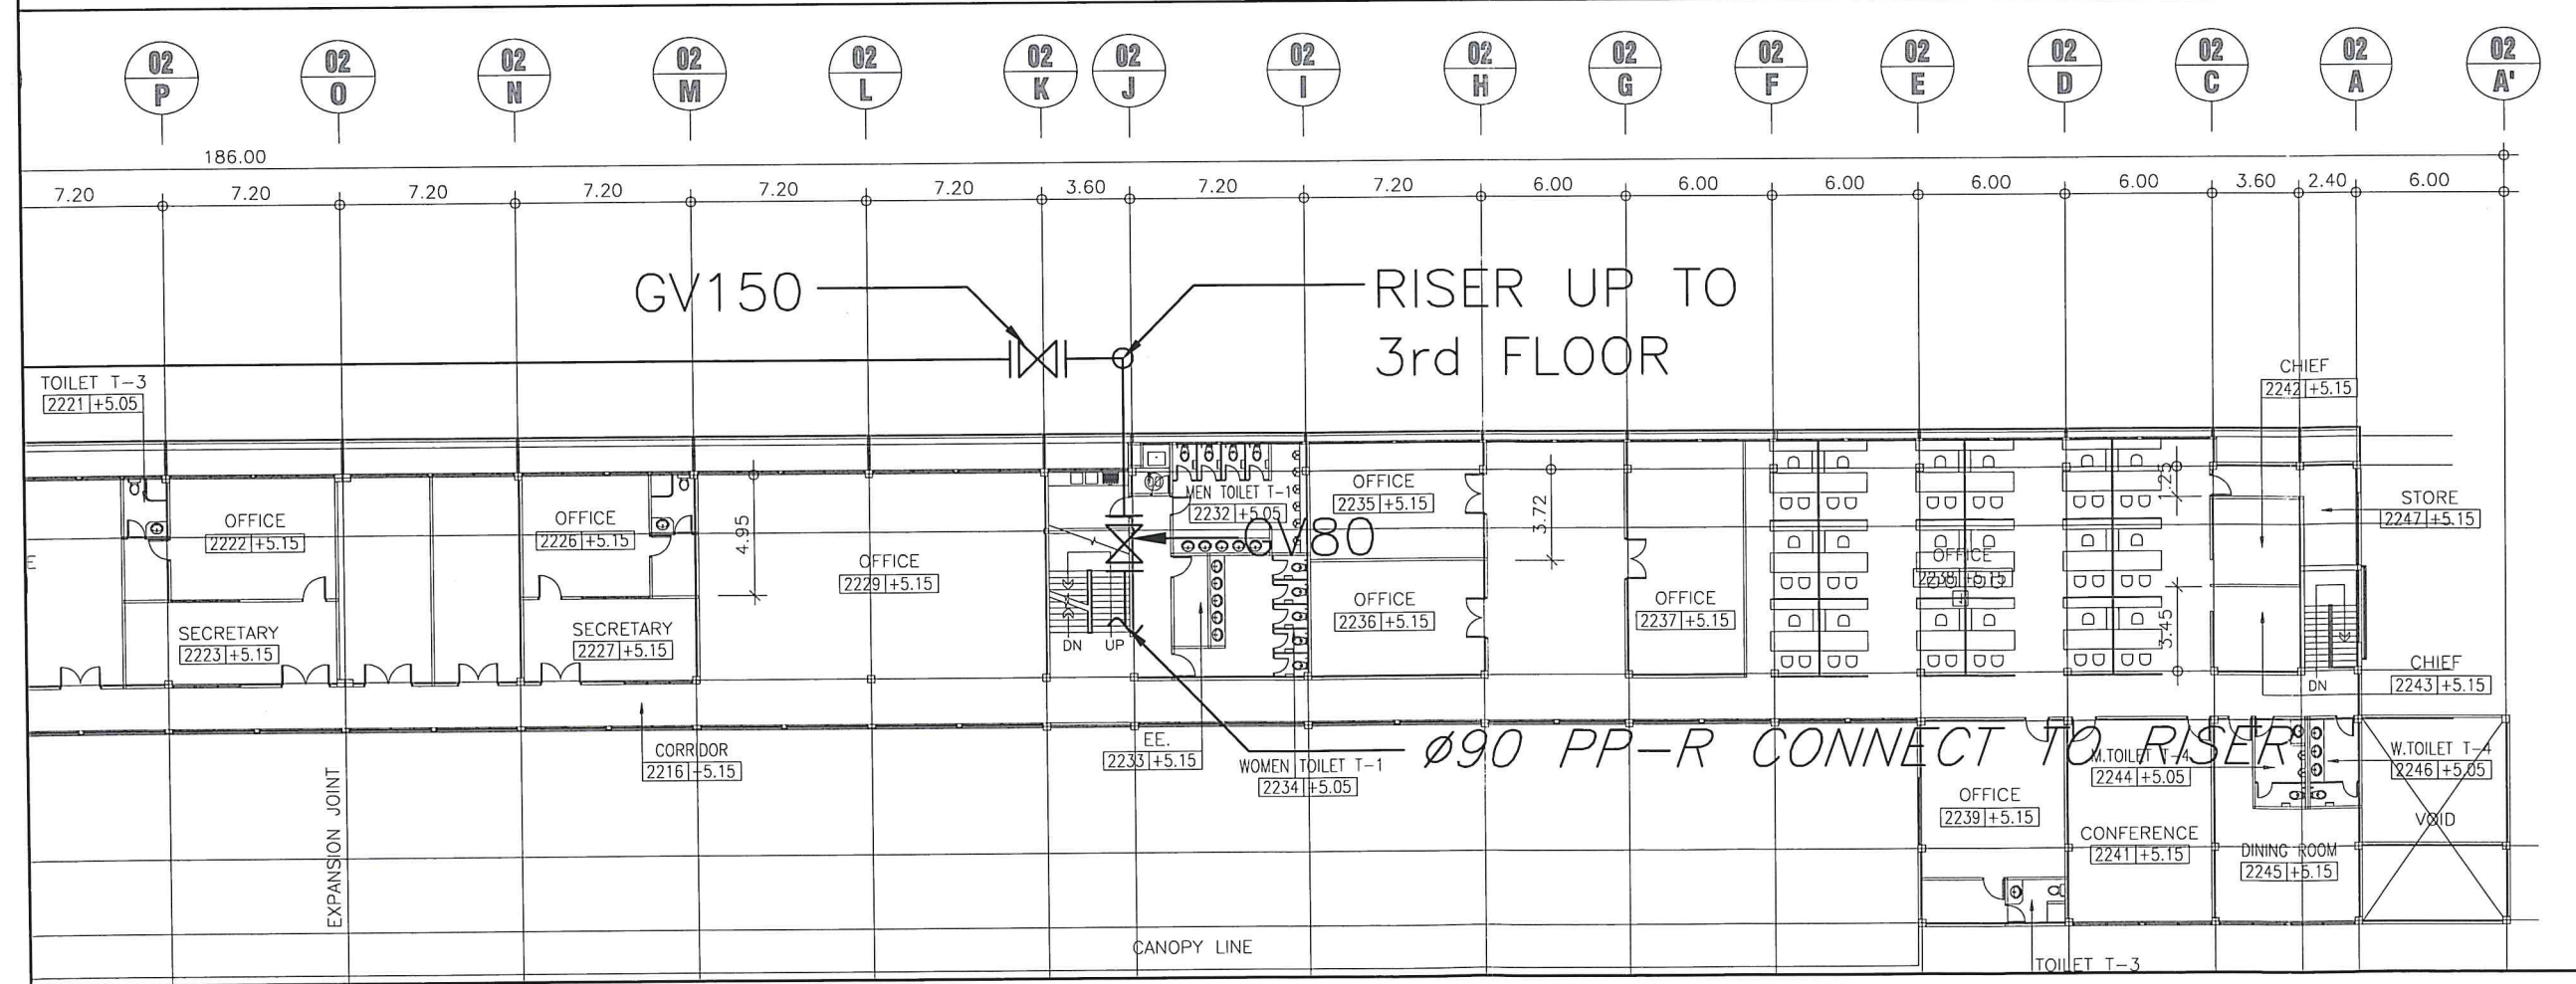 02 02 02 02 02 02 02 02 02 02 02 02 02 02 02 02
P O N M L K J I H G F E D C A A'
186.00
7.20 7.20 7.20 7.20 7.20 7.20 3.60 7.20 7.20 6.00 6.00 6.00 6.00 6.00 3.60 2.40 6.00
GV150
RISER UP TO
3rd FLOOR
TOILET T-3
2221 +5.05
CHIEF
2242 +5.15
OFFICE
2222 +5.15
OFFICE
2226 +5.15
4.95
OFFICE
2229 +5.15
MEN TOILET T-1
2232 +5.05
OFFICE
2235 +5.15
3.72
1.25
STORE
2247 +5.15
E
OFFICE
2238 +5.15
SECRETARY
2223 +5.15
SECRETARY
2227 +5.15
DN UP
OFFICE
2236 +5.15
OFFICE
2237 +5.15
3.45
DN
CHIEF
2243 +5.15
CORRIDOR
2216 +5.15
EE.
2233 +5.15
WOMEN TOILET T-1
2234 +5.05
Ø90 PP-R CONNECT TO RISER
M.TOILET T-4
2244 +5.05
W.TOILET T-4
2246 +5.05
EXPANSION JOINT
OFFICE
2239 +5.15
CONFERENCE
2241 +5.15
DINING ROOM
2245 +5.15
VOID
CANOPY LINE
TOILET T-3